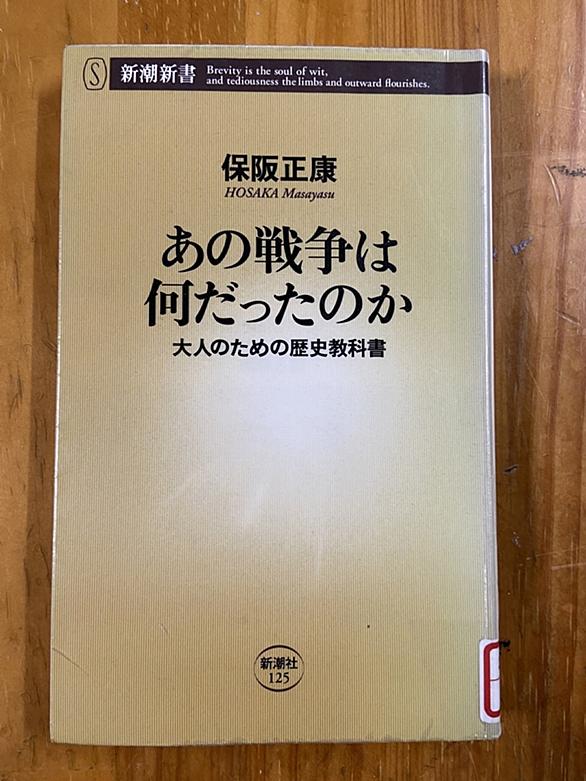 S 新潮新書 Brevity is the soul of wit,
and tediousness the limbs and outward flourishes.
保阪正康
HOSAKA Masayasu
あの戦争は
何だったのか
大人のための歴史教科書
新潮社
125